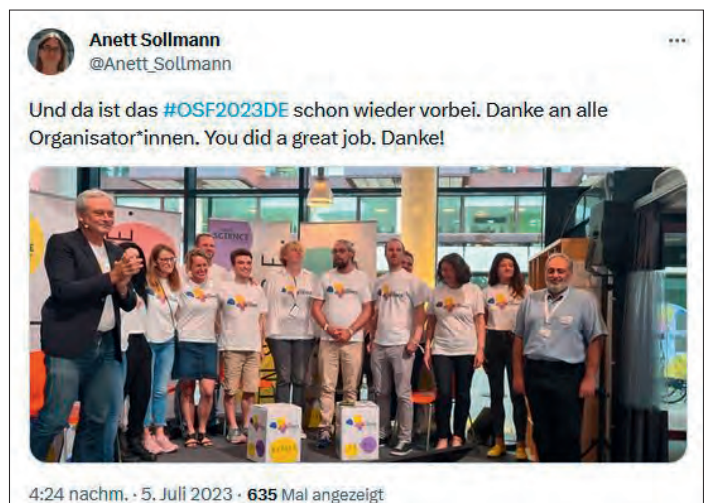 Anett Sollmann
@Anett_Sollmann
Und da ist das #OSF2023DE schon wieder vorbei. Danke an alle
Organisator*innen. You did a great job. Danke!
SCIENCE
4:24 nachm. · 5. Juli 2023 · 635 Mal angezeigt